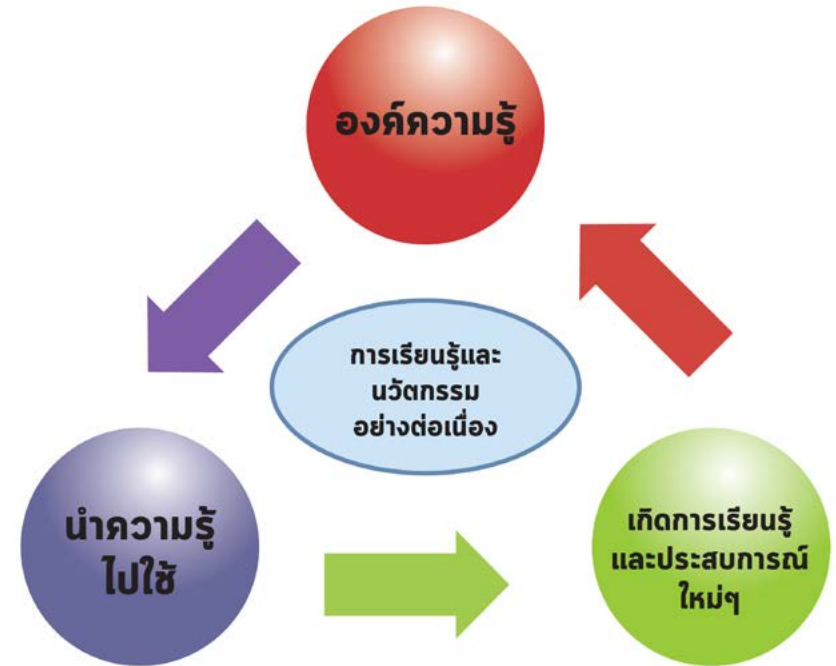 องค์ความรู้
การเรียนรู้และ
นวัตกรรม
อย่างต่อเนื่อง
นำความรู้
ไปใช้
เกิดการเรียนรู้
และประสบการณ์
ใหม่ๆ